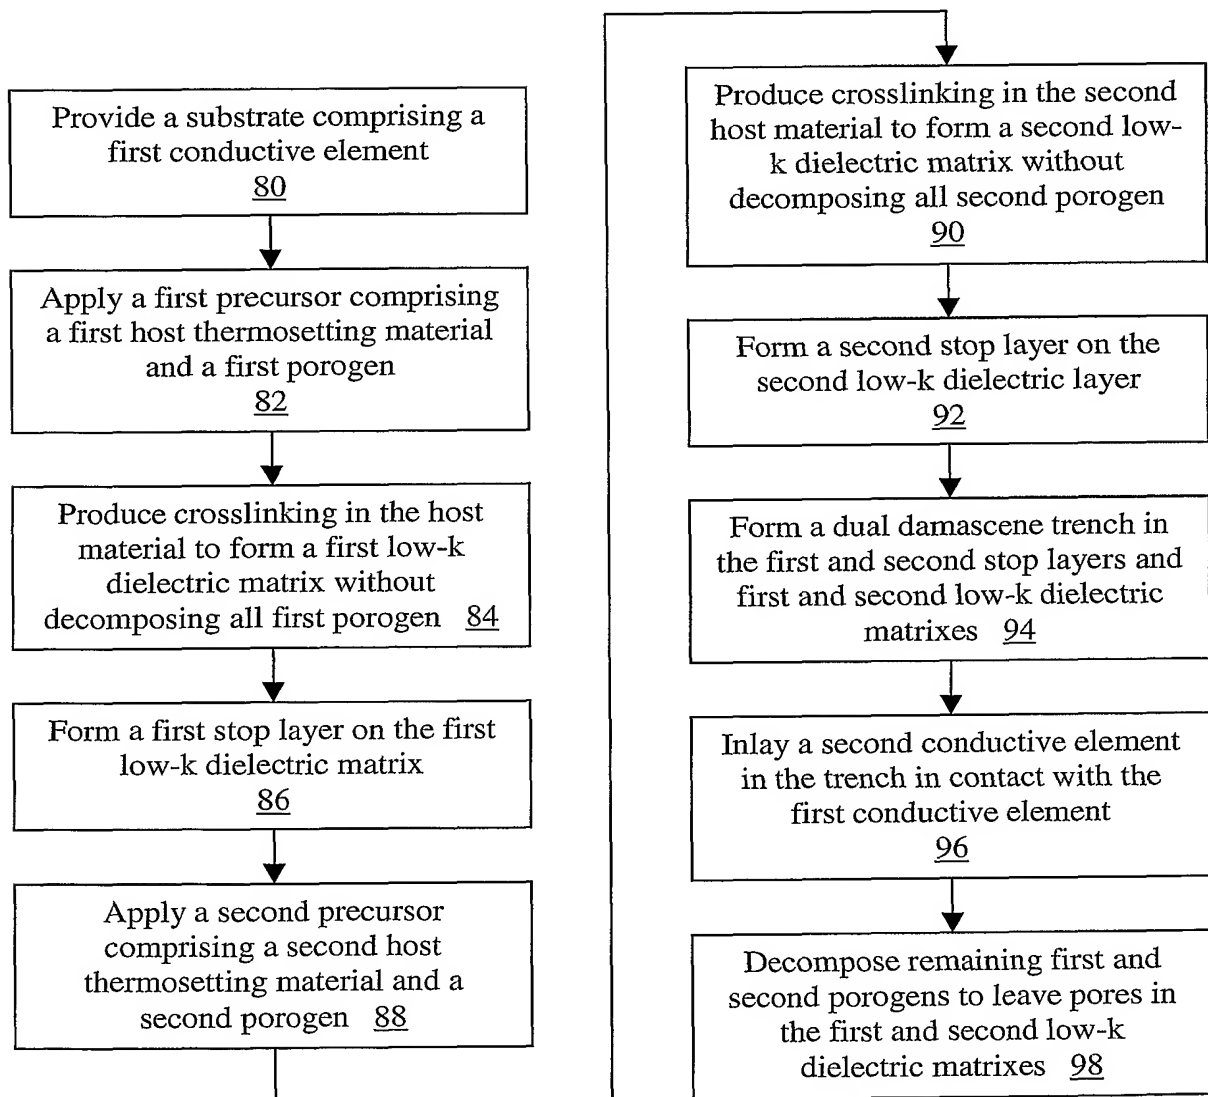 Provide a substrate comprising a
first conductive element
80
Apply a first precursor comprising
a first host thermosetting material
and a first porogen
82
Produce crosslinking in the host
material to form a first low-k
dielectric matrix without
decomposing all first porogen 84
Form a first stop layer on the first
low-k dielectric matrix
86
Apply a second precursor
comprising a second host
thermosetting material and a
second porogen 88
Produce crosslinking in the second
host material to form a second low-
k dielectric matrix without
decomposing all second porogen
90
Form a second stop layer on the
second low-k dielectric layer
92
Form a dual damascene trench in
the first and second stop layers and
first and second low-k dielectric
matrixes 94
Inlay a second conductive element
in the trench in contact with the
first conductive element
96
Decompose remaining first and
second porogens to leave pores in
the first and second low-k
dielectric matrixes 98